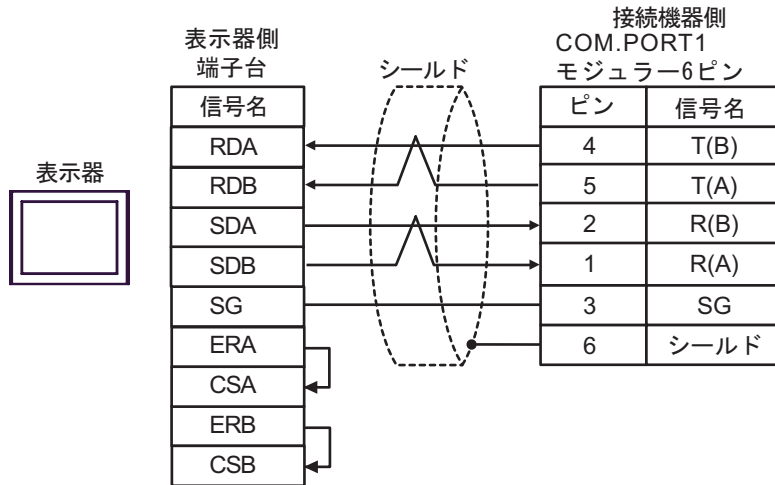 接続機器側
表示器側 COM.PORT1
端子台 シールド モジュラー6ピン
信号名 ピン 信号名
RDA 4 T(B)
表示器
RDB 5 T(A)
SDA 2 R(B)
SDB 1 R(A)
SG 3 SG
ERA 6 シールド
CSA
ERB
CSB